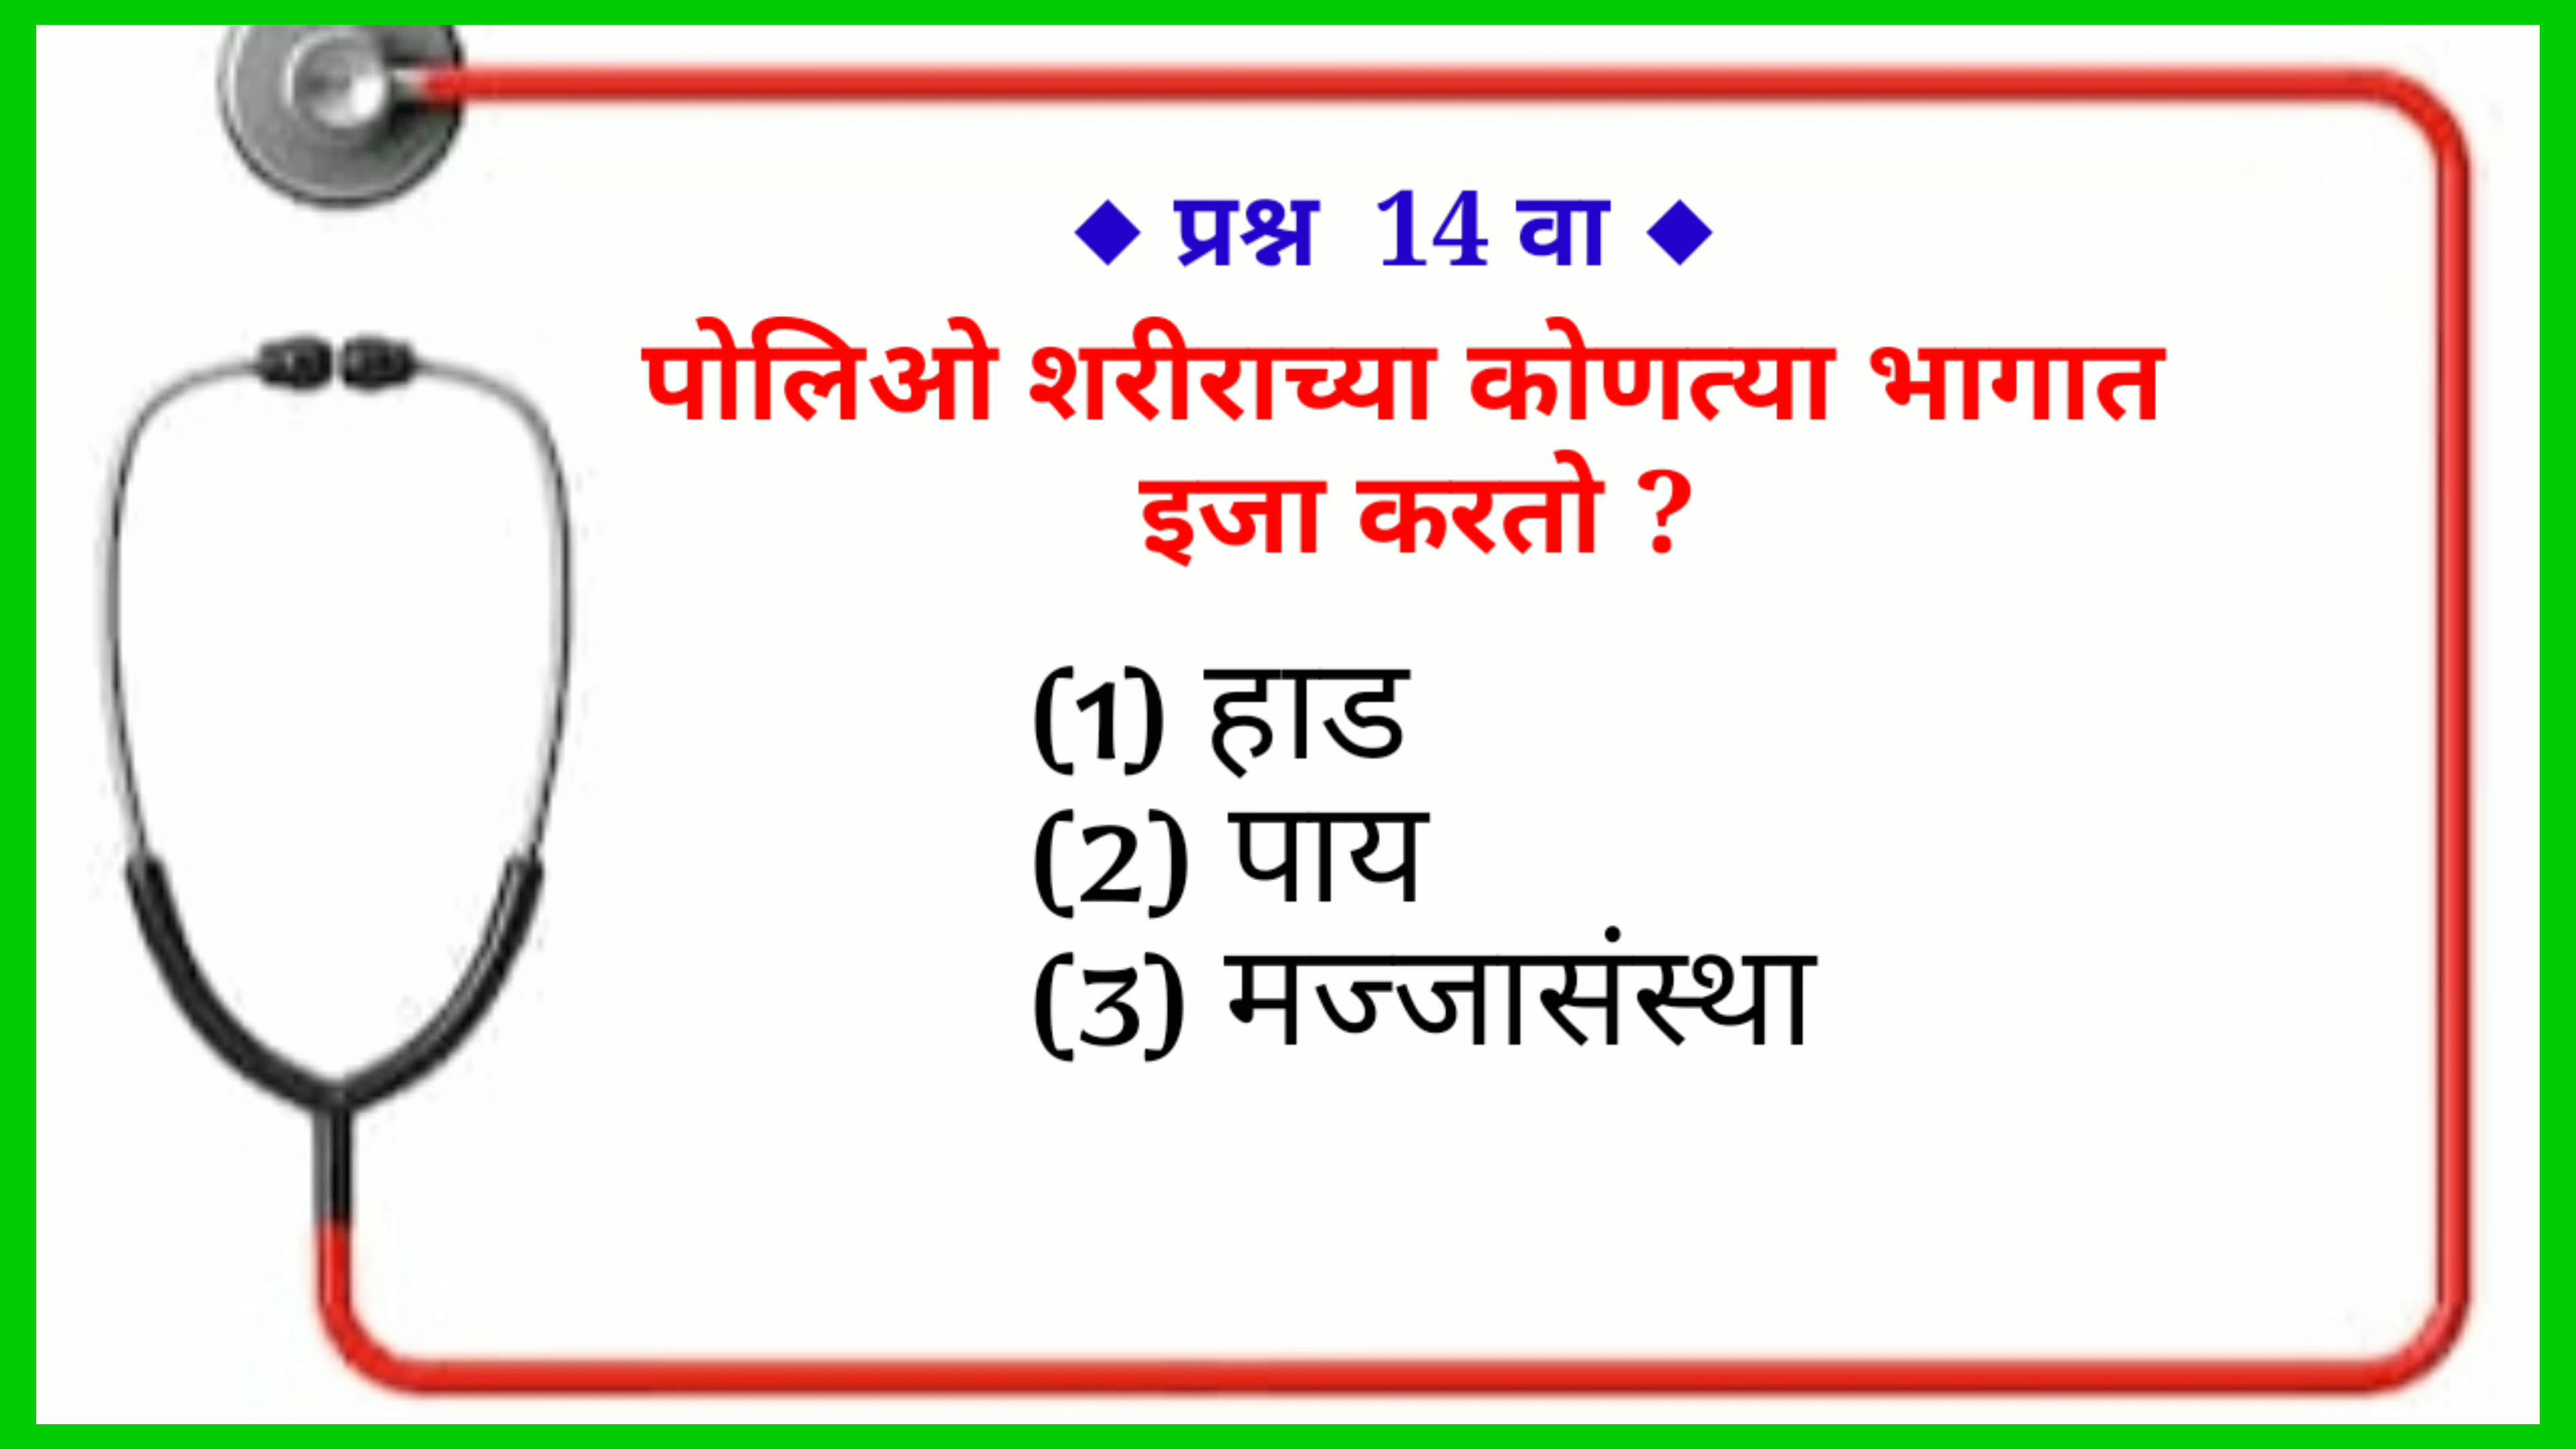 ◆ प्रश्न 14 वा ◆
पोलिओ शरीराच्या कोणत्या भागात
इजा करतो ?
(1) हाड
(2) पाय
(3) मज्जासंस्था